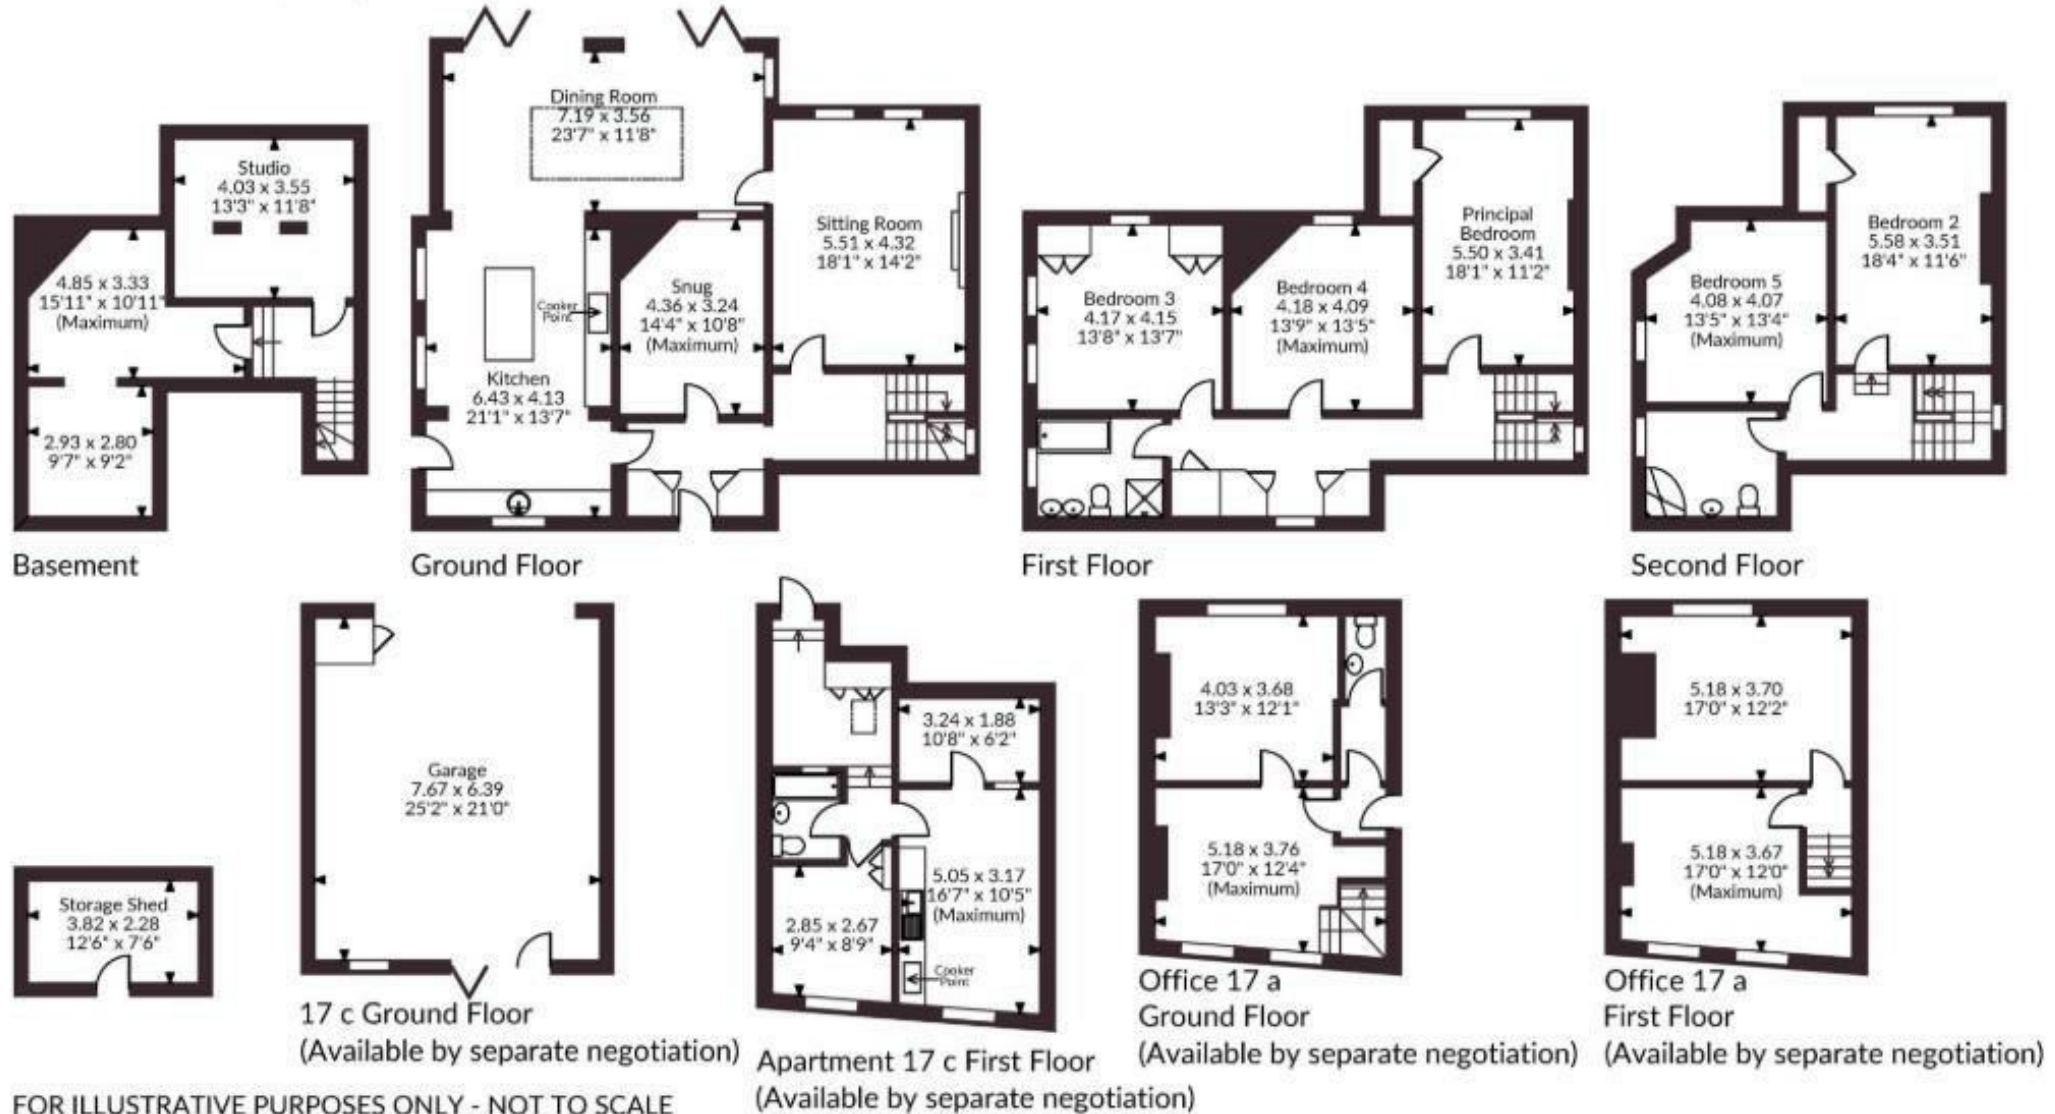 Studio
4.03 x 3.55
13'3" x 11'8"
4.85 x 3.33
15'11" x 10'11"
(Maximum)
2.93 x 2.80
9'7" x 9'2"
Basement
Dining Room
7.19 x 3.56
23'7" x 11'8"
Sitting Room
5.51 x 4.32
18'1" x 14'2"
Snug
4.36 x 3.24
14'4" x 10'8"
(Maximum)
Cooker
Point
Kitchen
6.43 x 4.13
21'1" x 13'7"
Ground Floor
Principal
Bedroom
5.50 x 3.41
18'1" x 11'2"
Bedroom 3
4.17 x 4.15
13'8" x 13'7"
Bedroom 4
4.18 x 4.09
13'9" x 13'5"
(Maximum)
First Floor
Bedroom 2
5.58 x 3.51
18'4" x 11'6"
Bedroom 5
4.08 x 4.07
13'5" x 13'4"
(Maximum)
Second Floor
Storage Shed
3.82 x 2.28
12'6" x 7'6"
Garage
7.67 x 6.39
25'2" x 21'0"
17 c Ground Floor
(Available by separate negotiation)
3.24 x 1.88
10'8" x 6'2"
5.05 x 3.17
16'7" x 10'5"
(Maximum)
2.85 x 2.67
9'4" x 8'9"
Cooker
Point
Apartment 17 c First Floor
(Available by separate negotiation)
4.03 x 3.68
13'3" x 12'1"
5.18 x 3.76
17'0" x 12'4"
(Maximum)
Office 17 a
Ground Floor
(Available by separate negotiation)
5.18 x 3.70
17'0" x 12'2"
5.18 x 3.67
17'0" x 12'0"
(Maximum)
Office 17 a
First Floor
(Available by separate negotiation)
FOR ILLUSTRATIVE PURPOSES ONLY - NOT TO SCALE